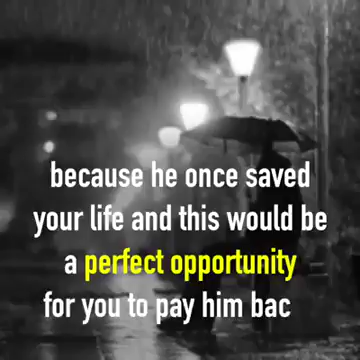 because he once saved
your life and this would be
a perfect opportunity
for you to pay him bac